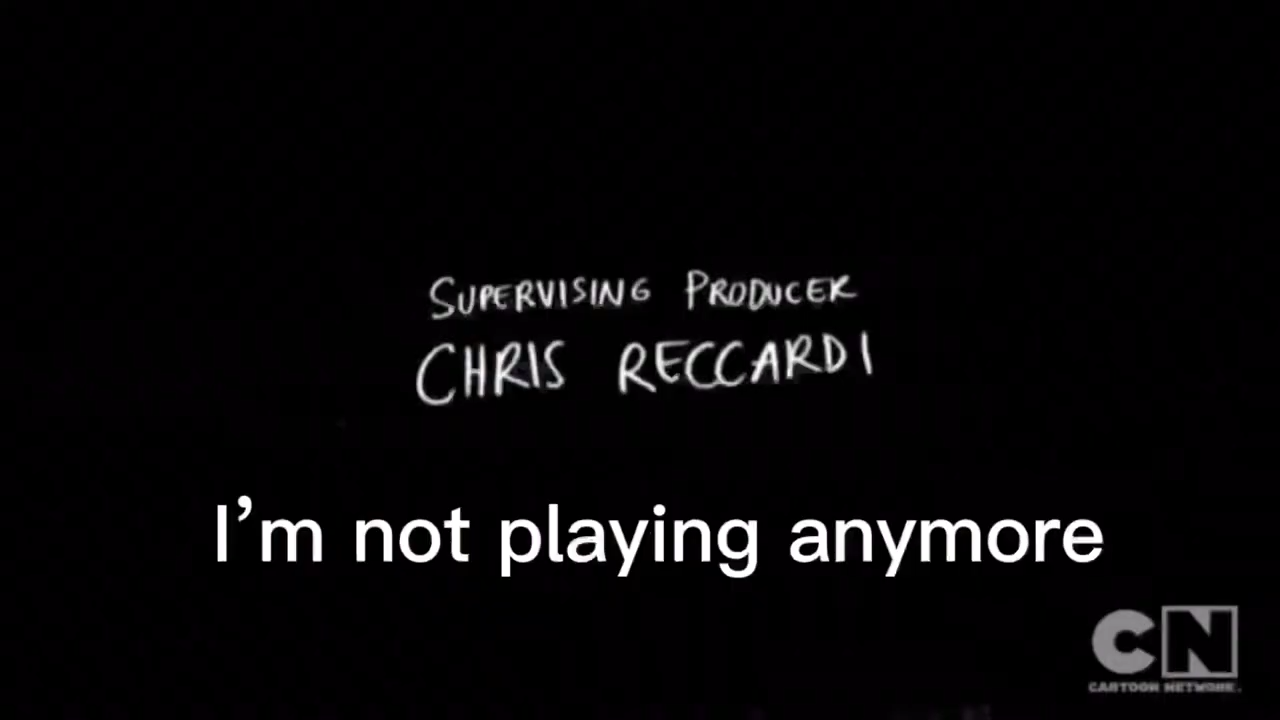 SUPERVISING PRODUCER
CHRIS RECCARDI
I’m not playing anymore
CN
CARTOON NETWORK.